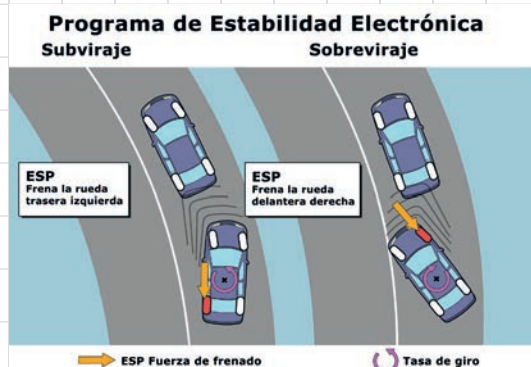 Programa de Estabilidad Electrónica
Subviraje
Sobreviraje
ESP
Frena la rueda
trasera izquierda
ESP
Frena la rueda
delantera derecha
ESP Fuerza de frenado
Tasa de giro